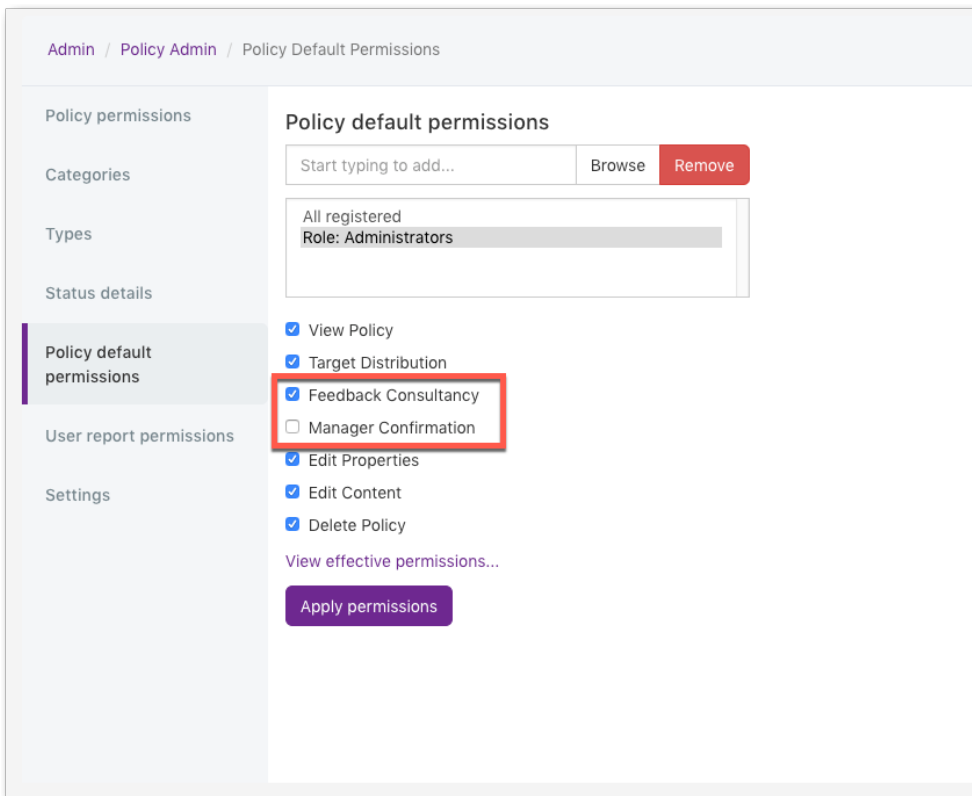 Admin / Policy Admin / Policy Default Permissions
Policy permissions
Categories
Types
Status details
Policy default
permissions
User report permissions
Settings
Policy default permissions
Start typing to add...
Browse
Remove
All registered
Role: Administrators
View Policy
Target Distribution
Feedback Consultancy
Manager Confirmation
Edit Properties
Edit Content
Delete Policy
View effective permissions...
Apply permissions